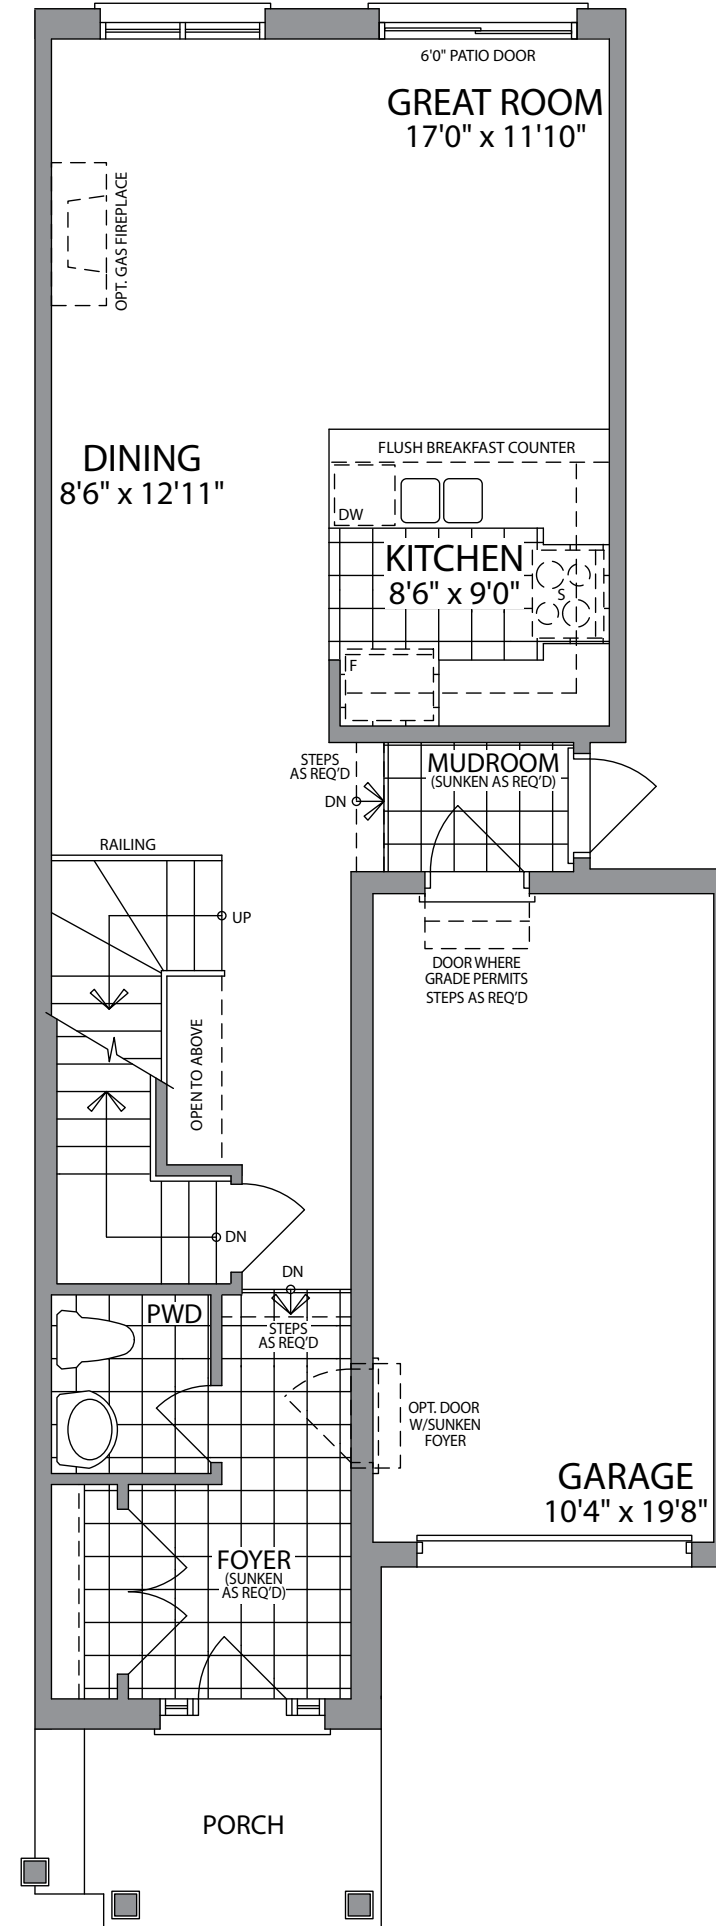 6'0" PATIO DOOR
GREAT ROOM
17'0" x 11'10"
OPT. GAS FIREPLACE
DINING
8'6" x 12'11"
FLUSH BREAKFAST COUNTER
DW
KITCHEN
8'6" x 9'0"
S
F
STEPS
AS REQ'D
DN
MUDROOM
(SUNKEN AS REQ'D)
RAILING
UP
DOOR WHERE
GRADE PERMITS
STEPS AS REQ'D
OPEN TO ABOVE
DN
DN
STEPS
AS REQ'D
PWD
OPT. DOOR
W/SUNKEN
FOYER
GARAGE
10'4" x 19'8"
FOYER
(SUNKEN
AS REQ'D)
PORCH